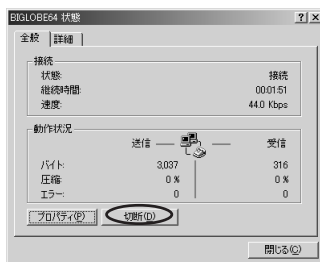 BIGLOBE64 状態
全般 詳細
接続
状態: 接続
継続時間: 00:01:51
速度: 44.0 Kbps
動作状況
送信 受信
バイト: 3,037 316
圧縮: 0 % 0 %
エラー: 0 0
プロパティ(P) 切断(D)
閉じる(C)